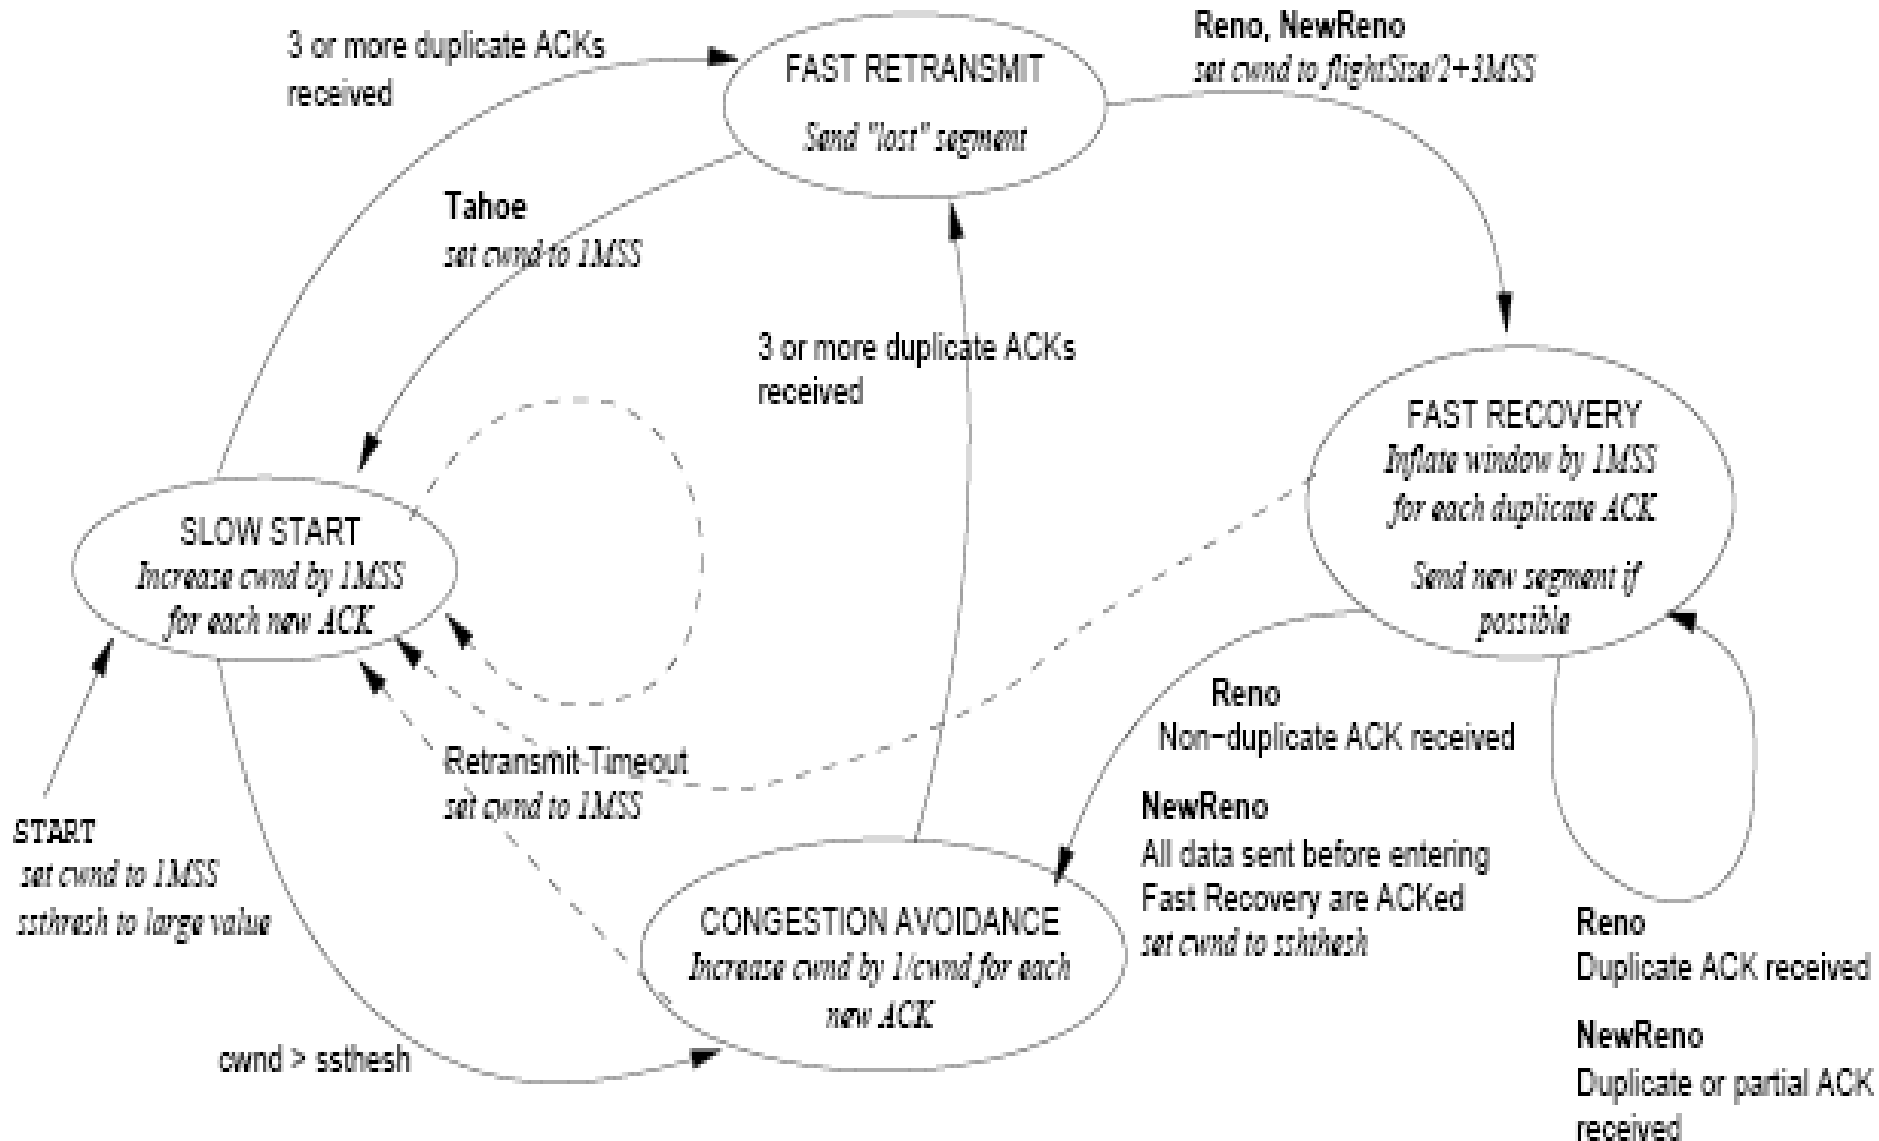 3 or more duplicate ACKs
received
FAST RETRANSMIT
Send "lost" segment
Reno, NewReno
set cwnd to flightSise/2+3MSS
Tahoe
set cwnd to 1MSS
3 or more duplicate ACKs
received
FAST RECOVERY
Inflate window by 1MSS
for each duplicate ACK
Send new segment if
possible
SLOW START
Increase cwnd by 1MSS
for each new ACK
Reno
Non-duplicate ACK received
Retransmit Timeout
set cwnd to 1MSS
NewReno
All data sent before entering
Fast Recovery are ACKed
set cwnd to sshthesh
START
set cwnd to 1MSS
ssthresh to large value
CONGESTION AVOIDANCE
Increase cwnd by 1/cwnd for each
new ACK
cwnd > ssthesh
Reno
Duplicate ACK received
NewReno
Duplicate or partial ACK
received